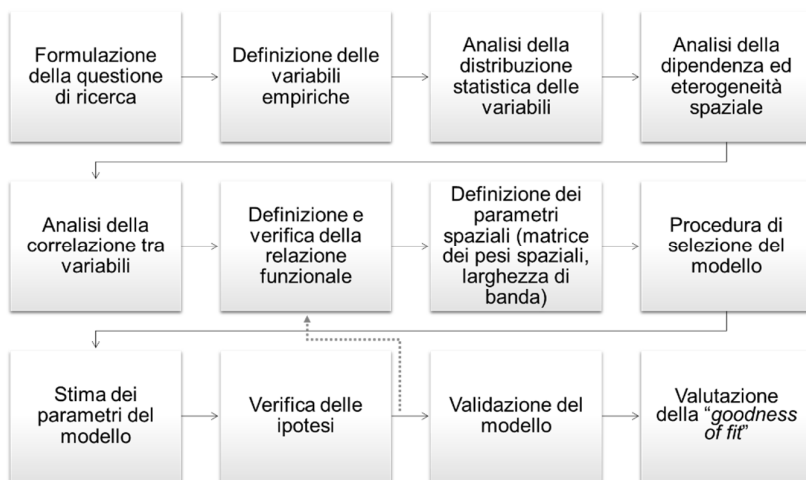 Formulazione
della questione
di ricerca
Definizione delle
variabili
empiriche
Analisi della
distribuzione
statistica delle
variabili
Analisi della
dipendenza ed
eterogeneità
spaziale
Analisi della
correlazione tra
variabili
Definizione e
verifica della
relazione
funzionale
Definizione dei
parametri
spaziali (matrice
dei pesi spaziali,
larghezza di
banda)
Procedura di
selezione del
modello
Stima dei
parametri del
modello
Verifica delle
ipotesi
Validazione del
modello
Valutazione
della “goodness
of fit”